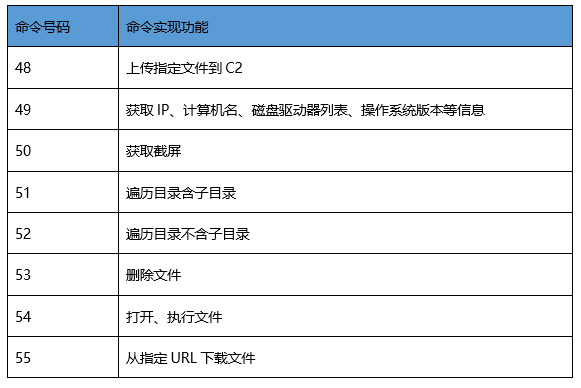 命令号码 命令实现功能
48 上传指定文件到 C2
49 获取 IP、计算机名、磁盘驱动器列表、操作系统版本等信息
50 获取截屏
51 遍历目录含子目录
52 遍历目录不含子目录
53 删除文件
54 打开、执行文件
55 从指定 URL 下载文件